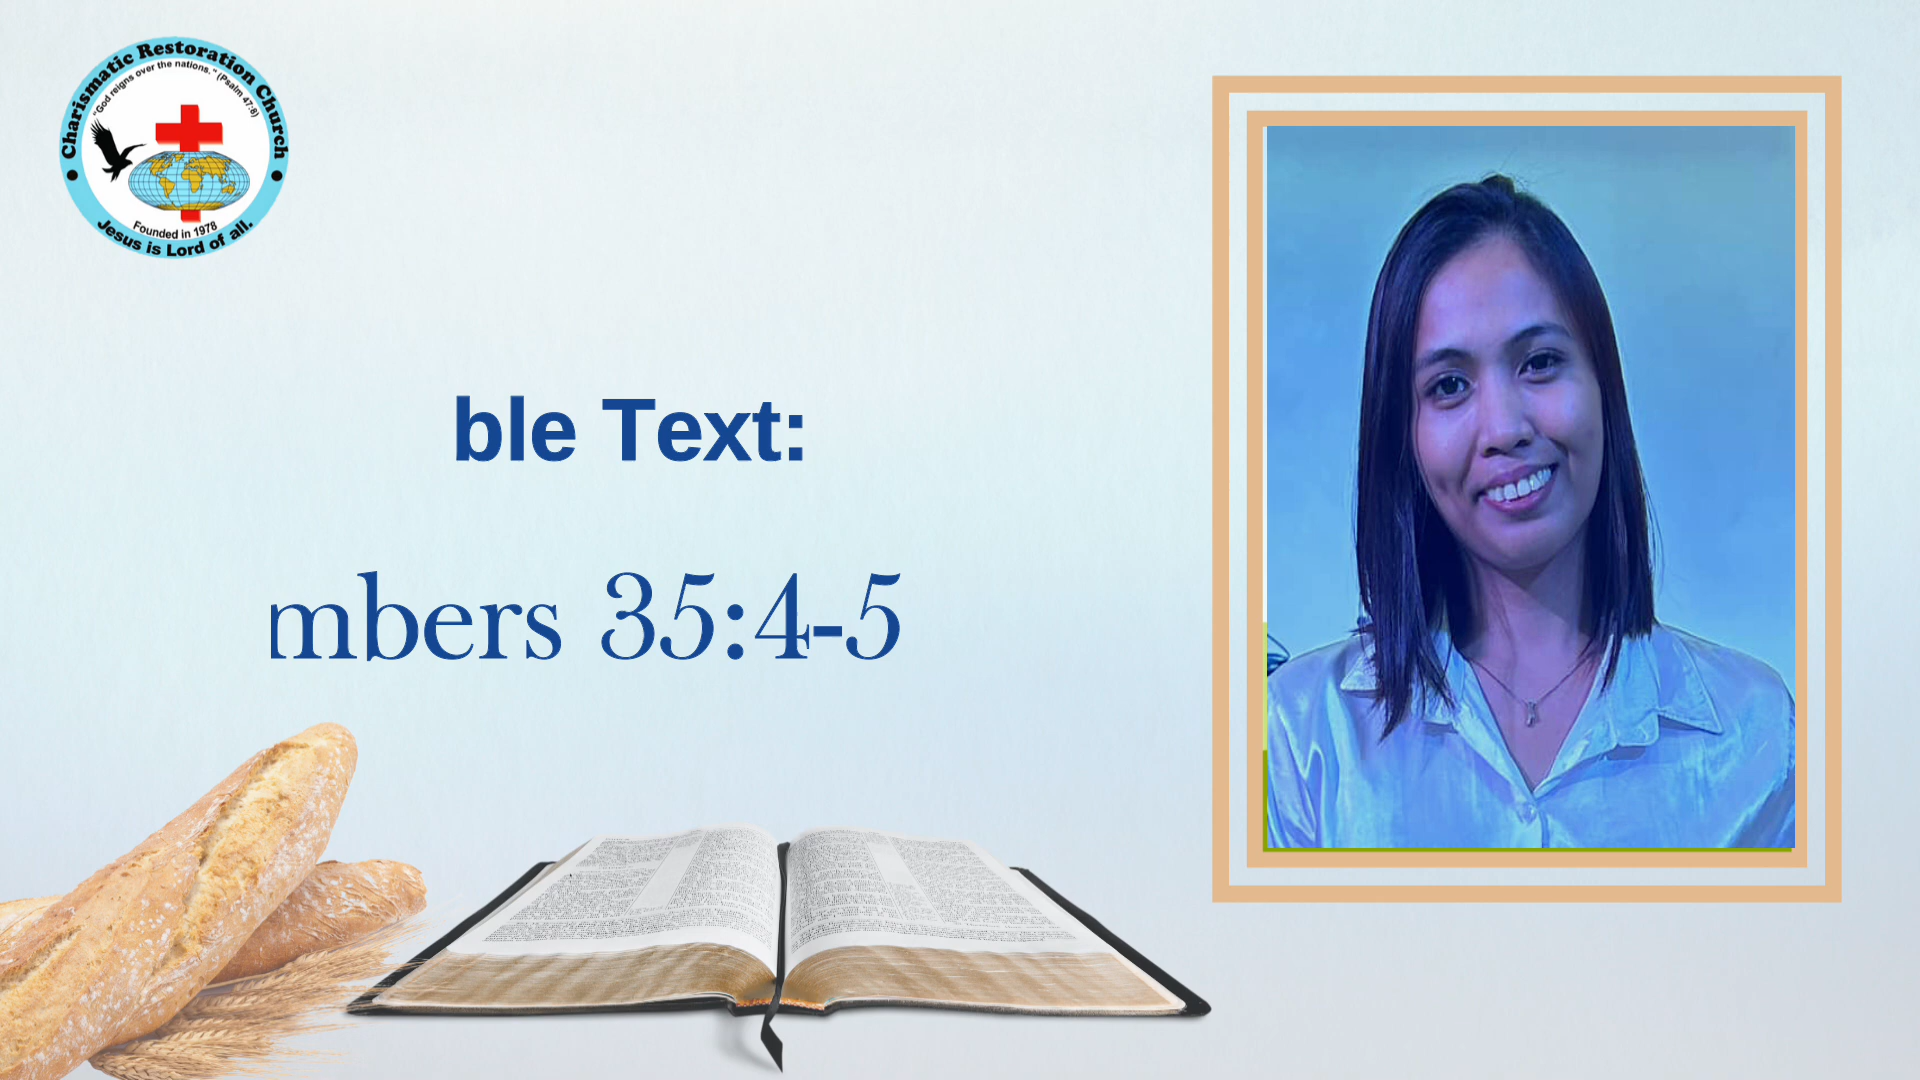 Charismatic Restoration Church
"God reigns over the nations." (Psalm 47:8)
Founded in 1978
Jesus is Lord of all.
ble Text:
mbers 35:4-5